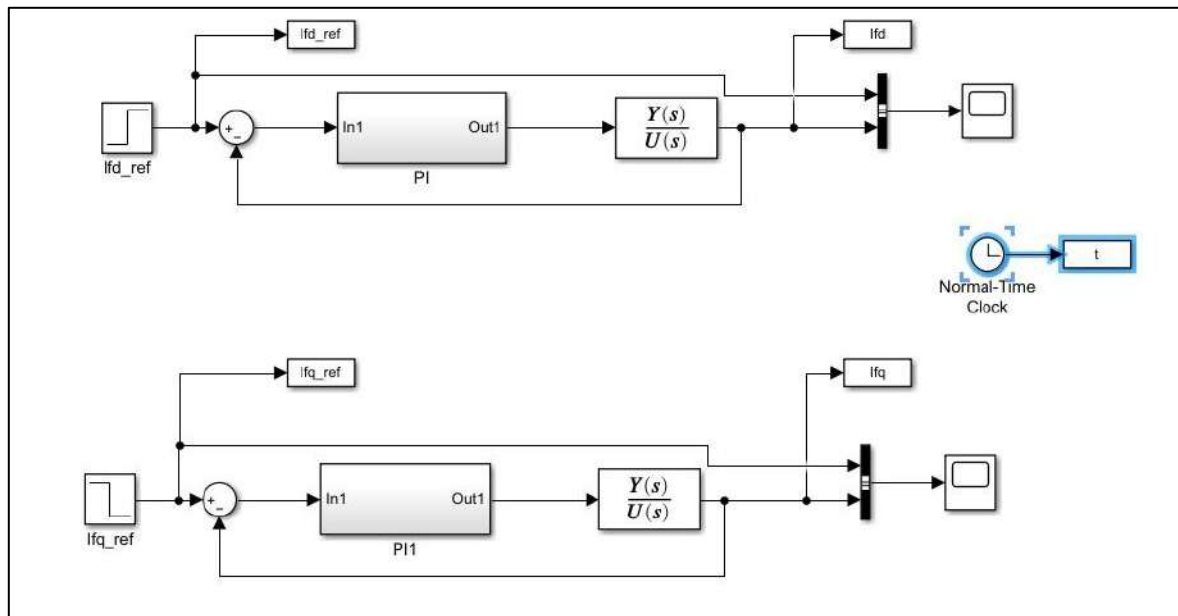 Ifd_ref
Ifd
Ifd_ref
In1
Out1
PI
Y(s)
U(s)
t
Normal-Time
Clock
Ifq_ref
Ifq
Ifq_ref
In1
Out1
PI1
Y(s)
U(s)